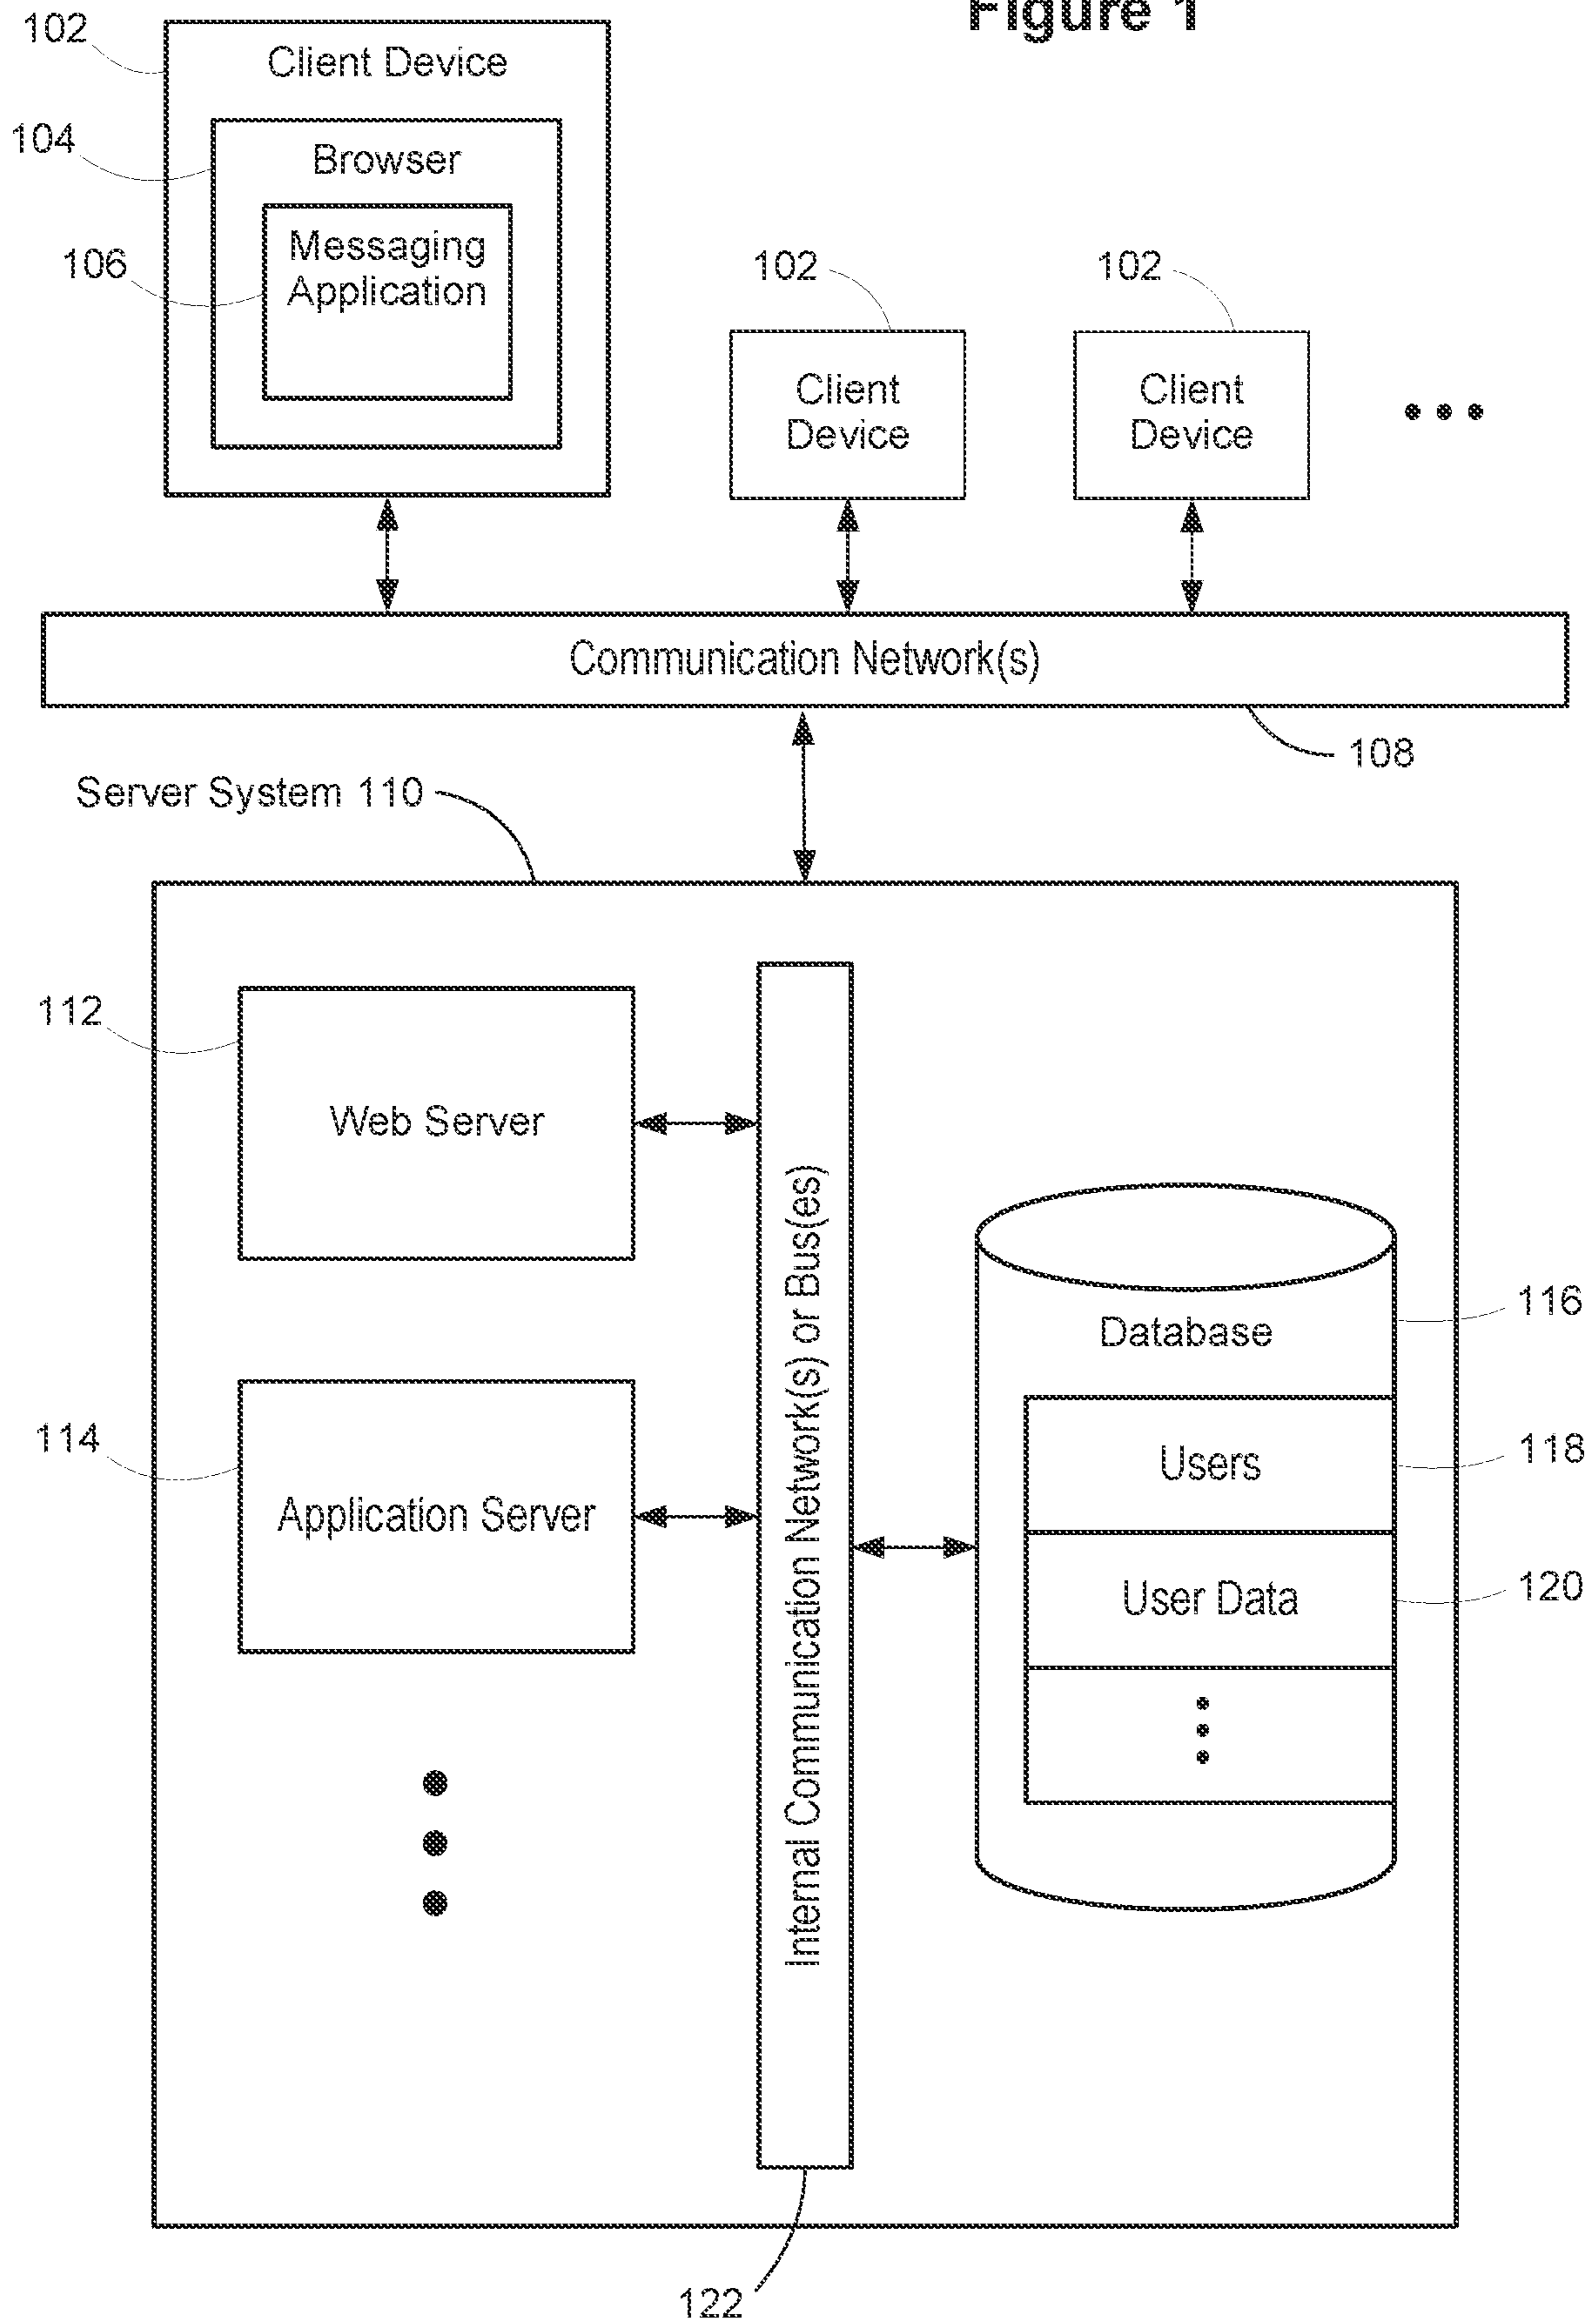 Figure 1
102
Client Device
104
Browser
106
Messaging
Application
102
Client
Device
102
Client
Device
Communication Network(s)
108
Server System 110
112
Web Server
114
Application Server
Internal Communication Network(s) or Bus(es)
Database
116
Users
118
User Data
120
122